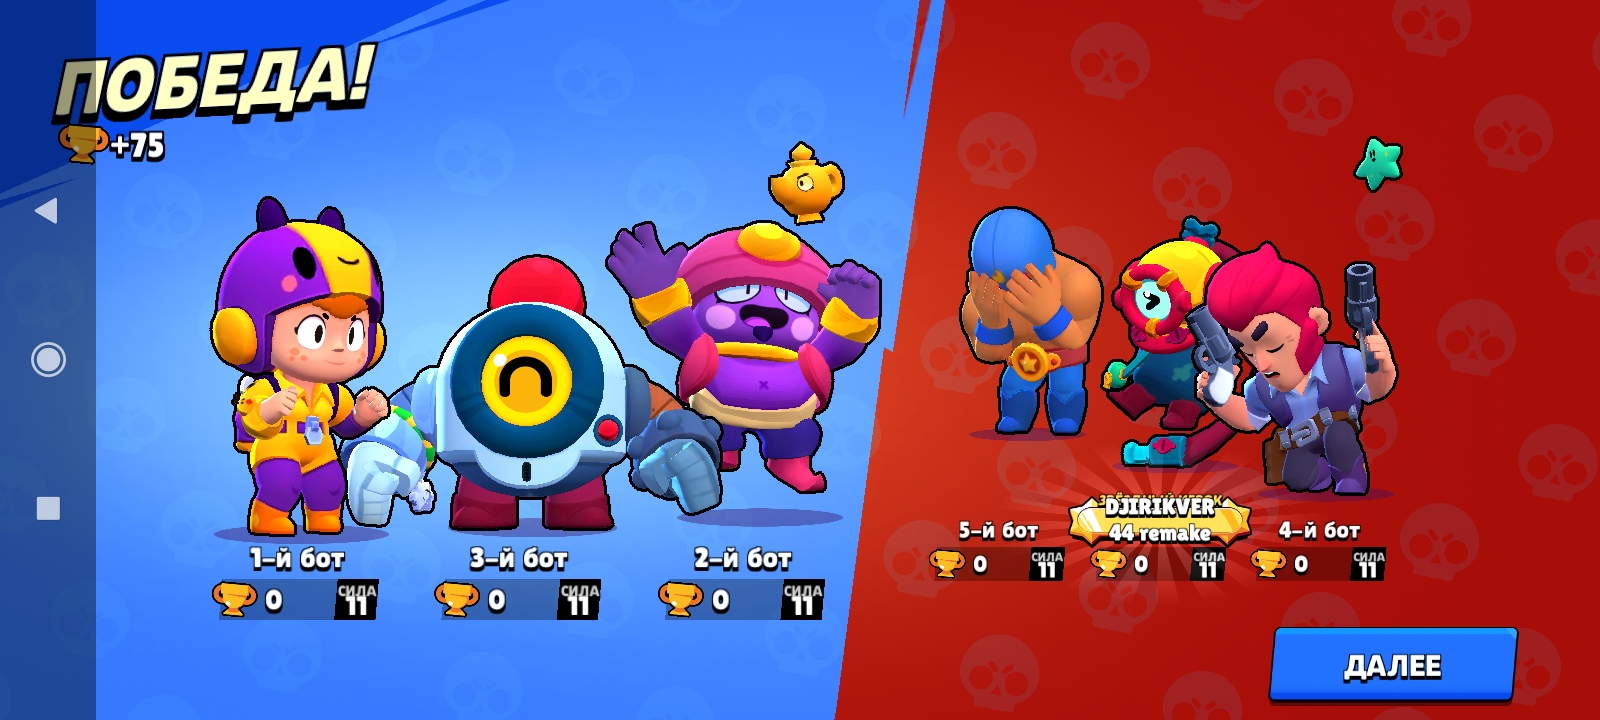 ПОБЕДА!
+75
1-й бот
0
СИЛА
11
3-й бот
0
СИЛА
11
2-й бот
0
СИЛА
11
5-й бот
0
СИЛА
11
DJIRIKVER
44 remake
0
СИЛА
11
4-й бот
0
СИЛА
11
ДАЛЕЕ